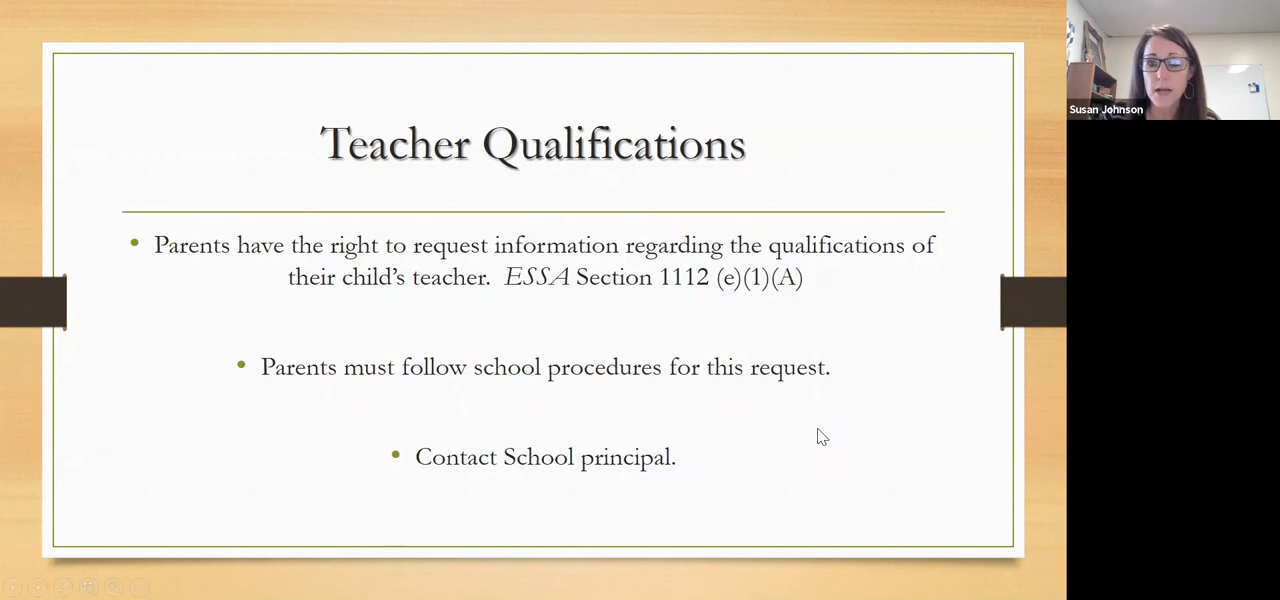 Teacher Qualifications
• Parents have the right to request information regarding the qualifications of
their child's teacher. ESSA Section 1112 (e)(1)(A)
• Parents must follow school procedures for this request.
• Contact School principal.
Susan Johnson